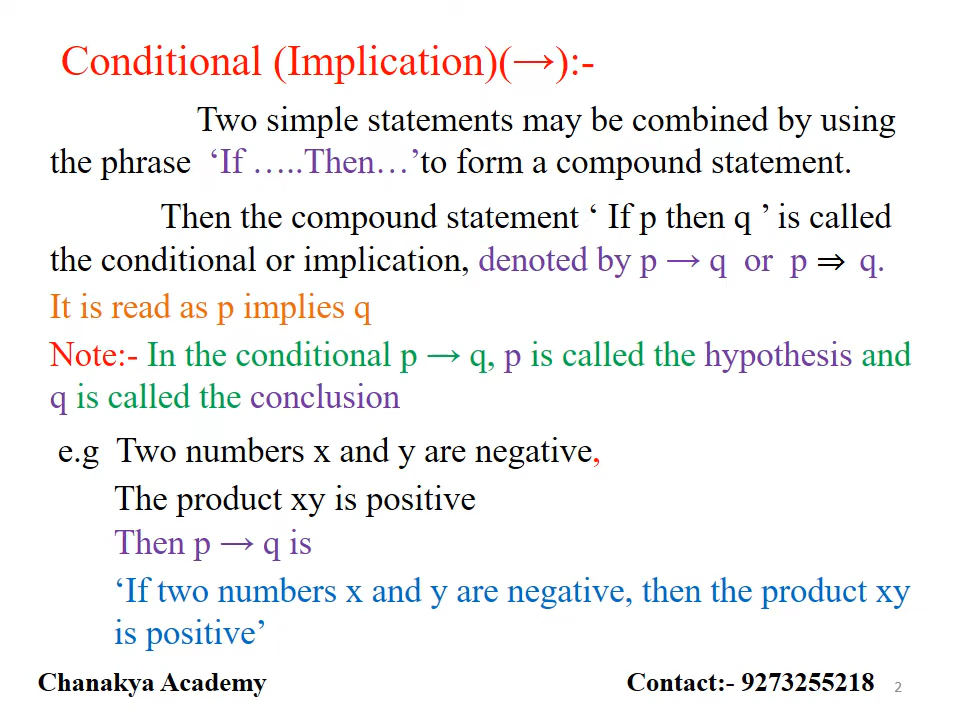 Conditional (Implication)(→):-
Two simple statements may be combined by using
the phrase ‘If …..Then…’to form a compound statement.
Then the compound statement ‘ If p then q ’ is called
the conditional or implication, denoted by p → q or p ⇒ q.
It is read as p implies q
Note:- In the conditional p → q, p is called the hypothesis and
q is called the conclusion
e.g Two numbers x and y are negative,
The product xy is positive
Then p → q is
‘If two numbers x and y are negative, then the product xy
is positive’
Chanakya Academy Contact:- 9273255218 2